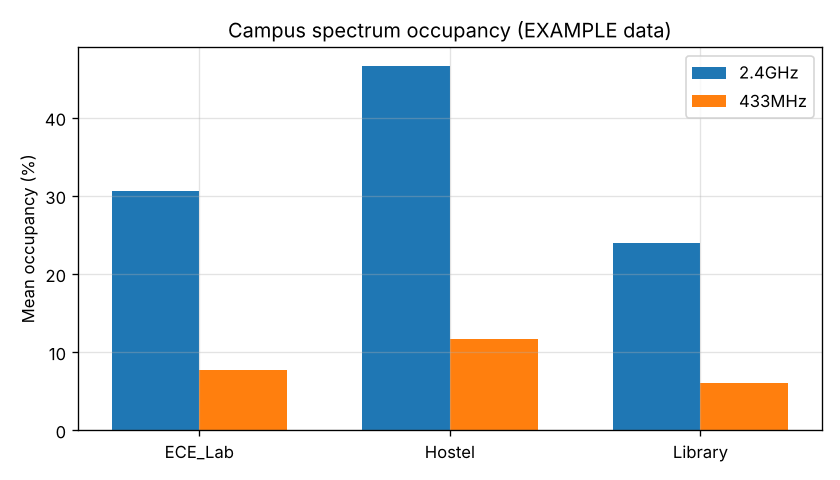 Campus spectrum occupancy (EXAMPLE data)
2.4GHz
433MHz
Mean occupancy (%)
40
30
20
10
0
ECE_Lab
Hostel
Library